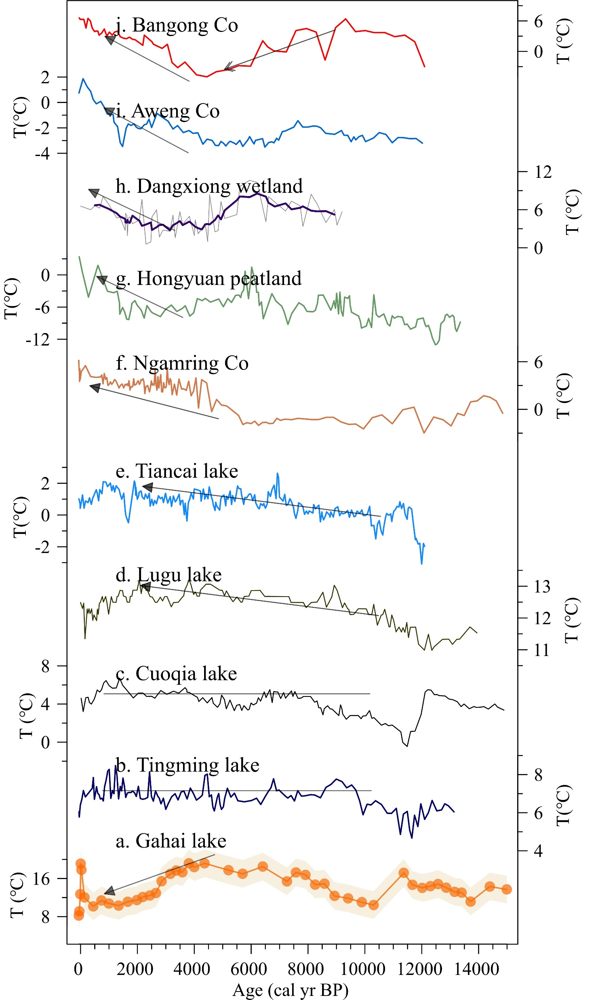 j. Bangong Co
6
0
T (°C)
2
0
-2
-4
T(°C)
i. Aweng Co
h. Dangxiong wetland
12
6
0
T (°C)
0
-6
-12
T(°C)
g. Hongyuan peatland
f. Ngamring Co
6
0
T (°C)
e. Tiancai lake
2
0
-2
T(°C)
d. Lugu lake
13
12
11
T (°C)
8
4
0
T (°C)
c. Cuoqia lake
b. Tingming lake
8
6
4
T(°C)
a. Gahai lake
16
8
T (°C)
0 2000 4000 6000 8000 10000 12000 14000
Age (cal yr BP)